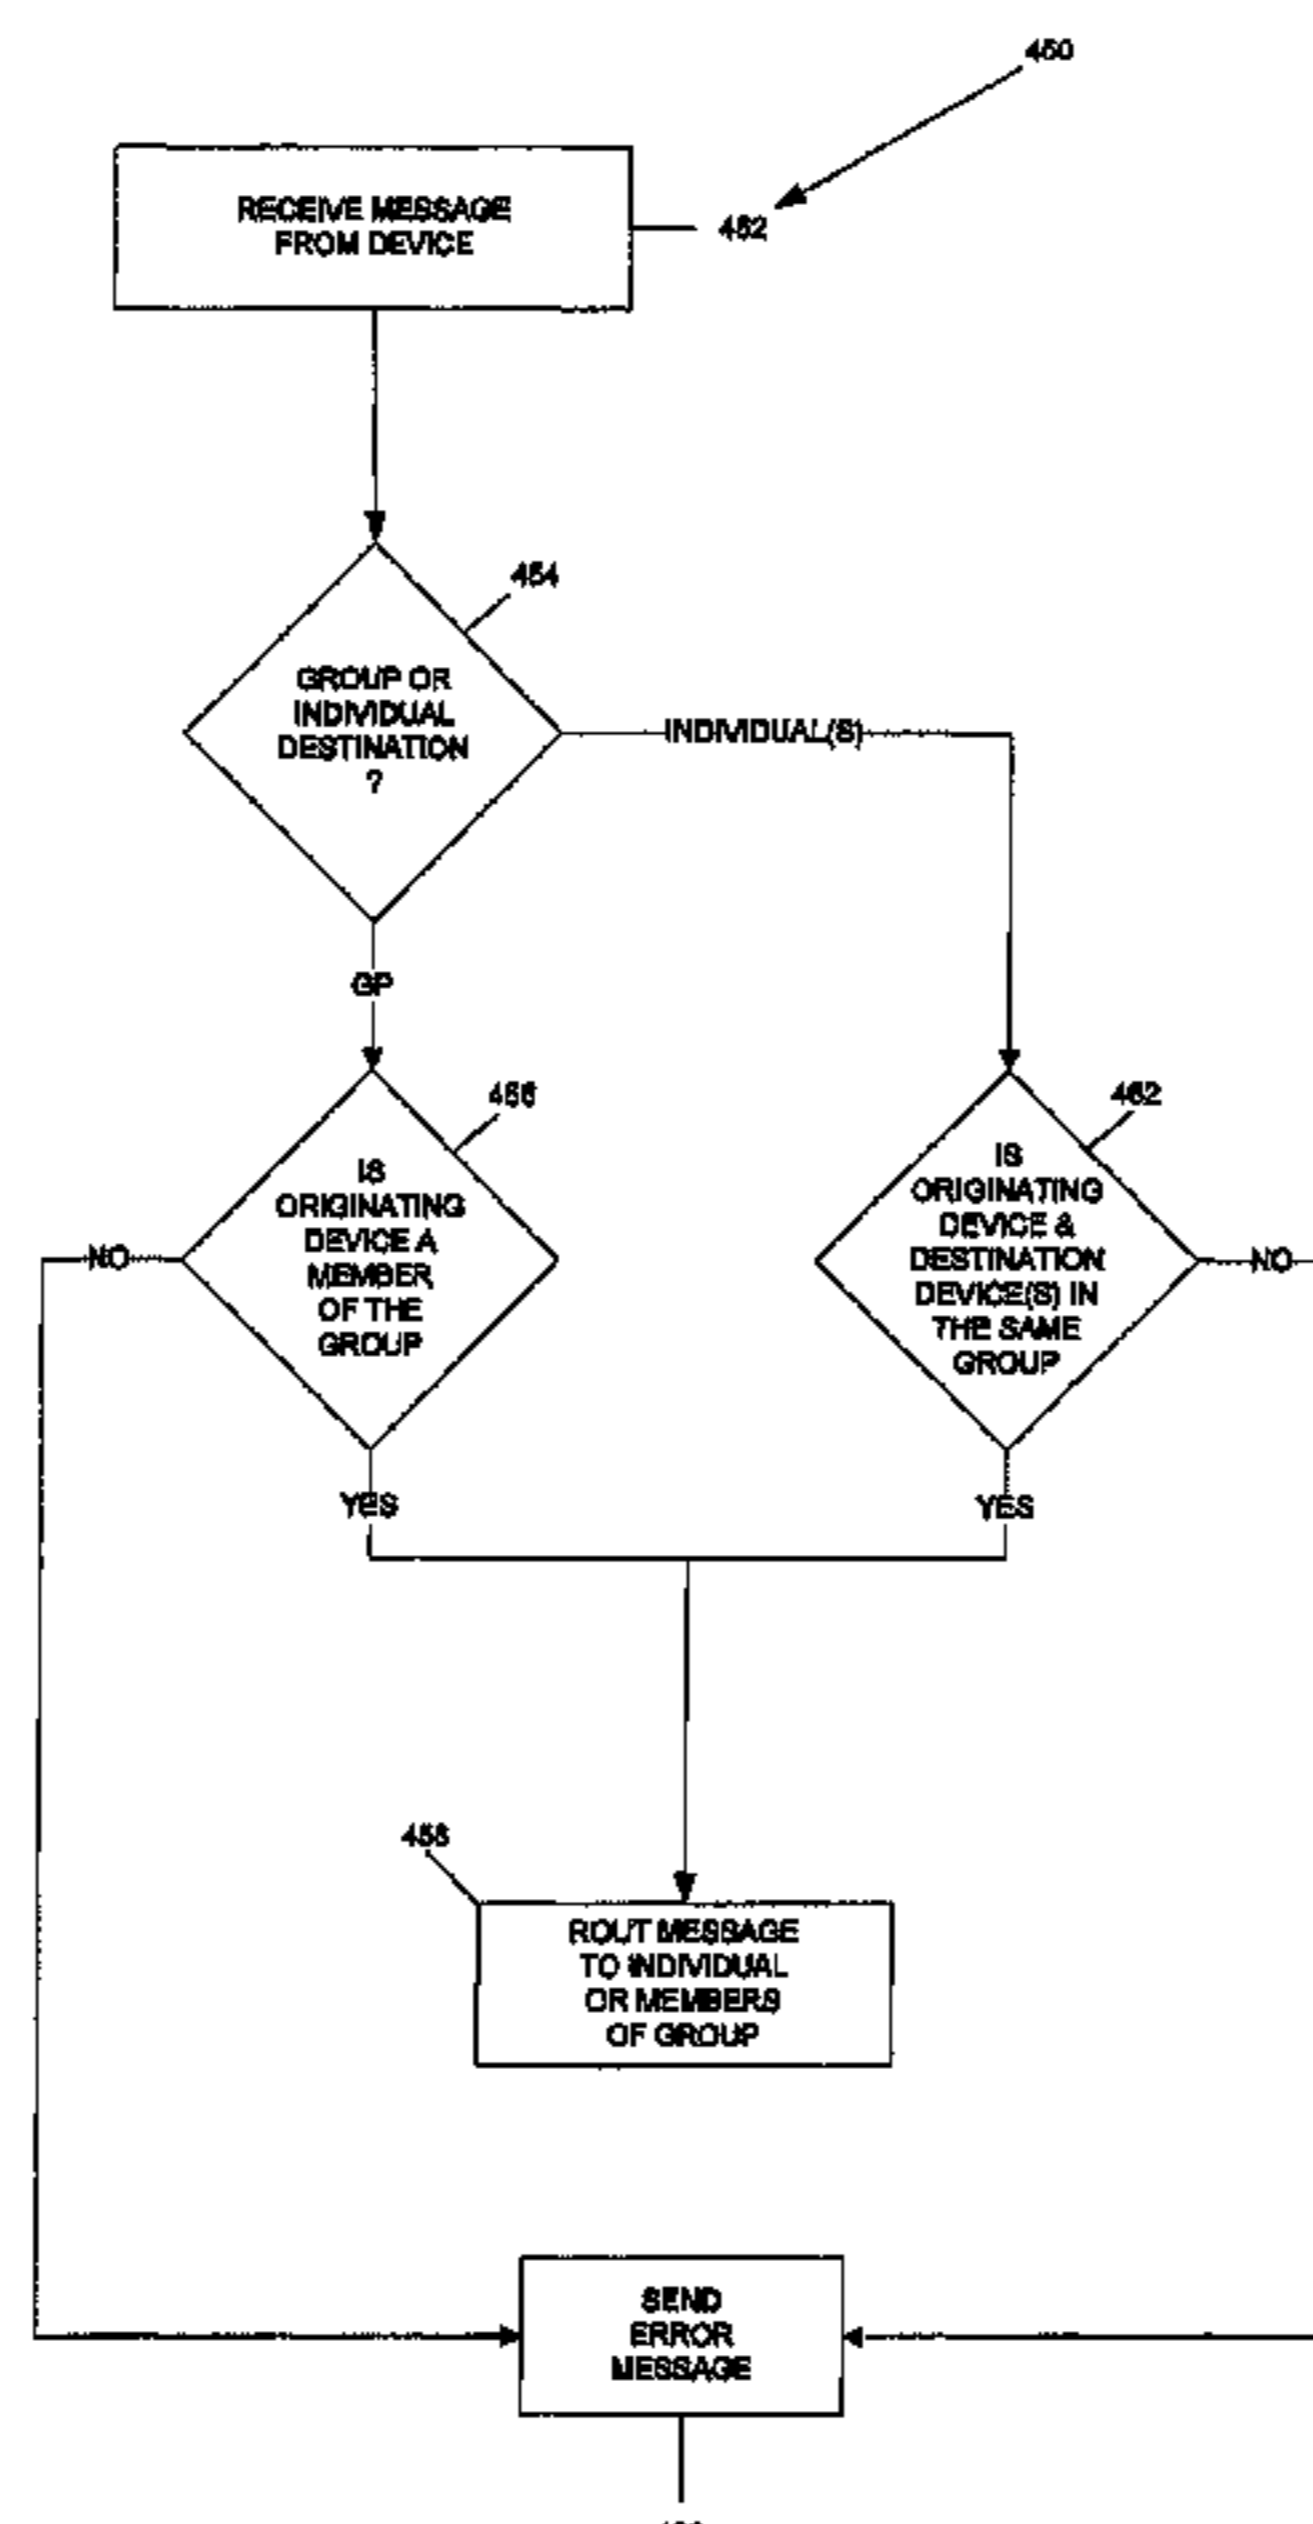 450
RECEIVE MESSAGE
FROM DEVICE
452
454
GROUP OR
INDIVIDUAL
DESTINATION
?
INDIVIDUAL(S)
GP
456
462
IS
ORIGINATING
DEVICE A
MEMBER
OF THE
GROUP
IS
ORIGINATING
DEVICE &
DESTINATION
DEVICE(S) IN
THE SAME
GROUP
NO
NO
YES
YES
458
ROUT MESSAGE
TO INDIVIDUAL
OR MEMBERS
OF GROUP
SEND
ERROR
MESSAGE